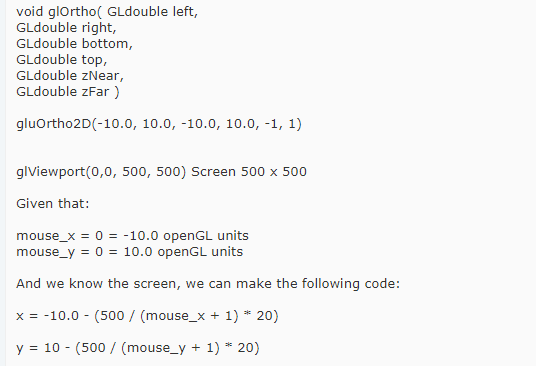 void glOrtho( GLdouble left,
GLdouble right,
GLdouble bottom,
GLdouble top,
GLdouble zNear,
GLdouble zFar )
gluOrtho2D(-10.0, 10.0, -10.0, 10.0, -1, 1)
glViewport(0,0, 500, 500) Screen 500 x 500
Given that:
mouse_x = 0 = -10.0 openGL units
mouse_y = 0 = 10.0 openGL units
And we know the screen, we can make the following code:
x = -10.0 - (500 / (mouse_x + 1) * 20)
y = 10 - (500 / (mouse_y + 1) * 20)